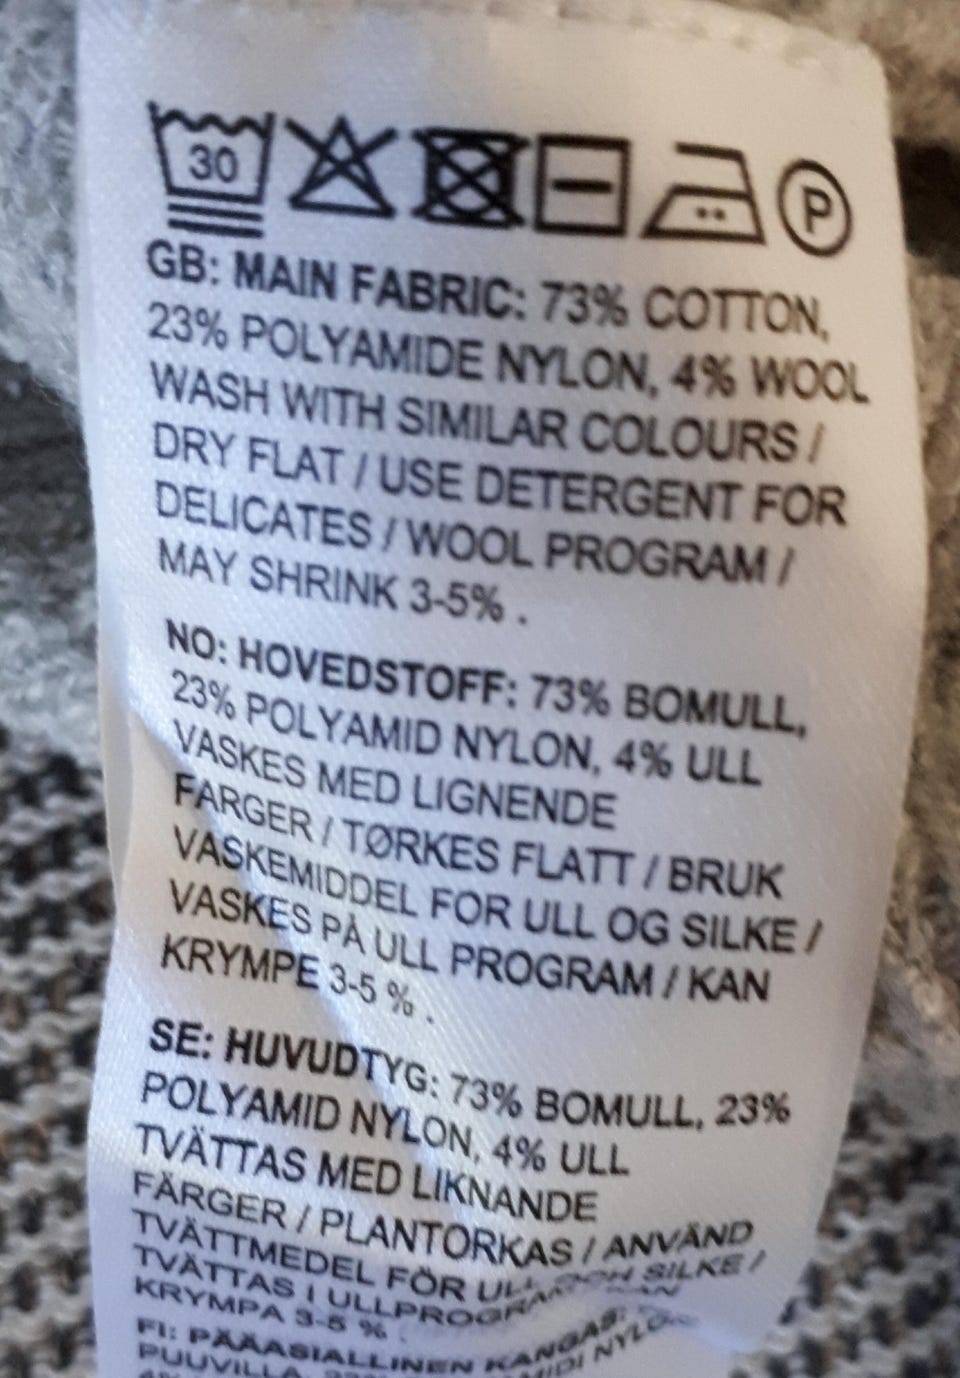 30 P
GB: MAIN FABRIC: 73% COTTON,
23% POLYAMIDE NYLON, 4% WOOL
WASH WITH SIMILAR COLOURS /
DRY FLAT / USE DETERGENT FOR
DELICATES / WOOL PROGRAM /
MAY SHRINK 3-5% .
NO: HOVEDSTOFF: 73% BOMULL,
23% POLYAMID NYLON, 4% ULL
VASKES MED LIGNENDE
FARGER / TØRKES FLATT / BRUK
VASKEMIDDEL FOR ULL OG SILKE /
VASKES PÅ ULL PROGRAM / KAN
KRYMPE 3-5 % .
SE: HUVUDTYG: 73% BOMULL, 23%
POLYAMID NYLON, 4% ULL
TVÄTTAS MED LIKNANDE
FÄRGER / PLANTORKAS / ANVÄND
TVÄTTMEDEL FÖR ULL OCH SILKE /
TVÄTTAS I ULLPROGRAM KAN
KRYMPA 3-5 % .
FI: PÄÄASIALLINEN KANGAS:
PUUVILLA,